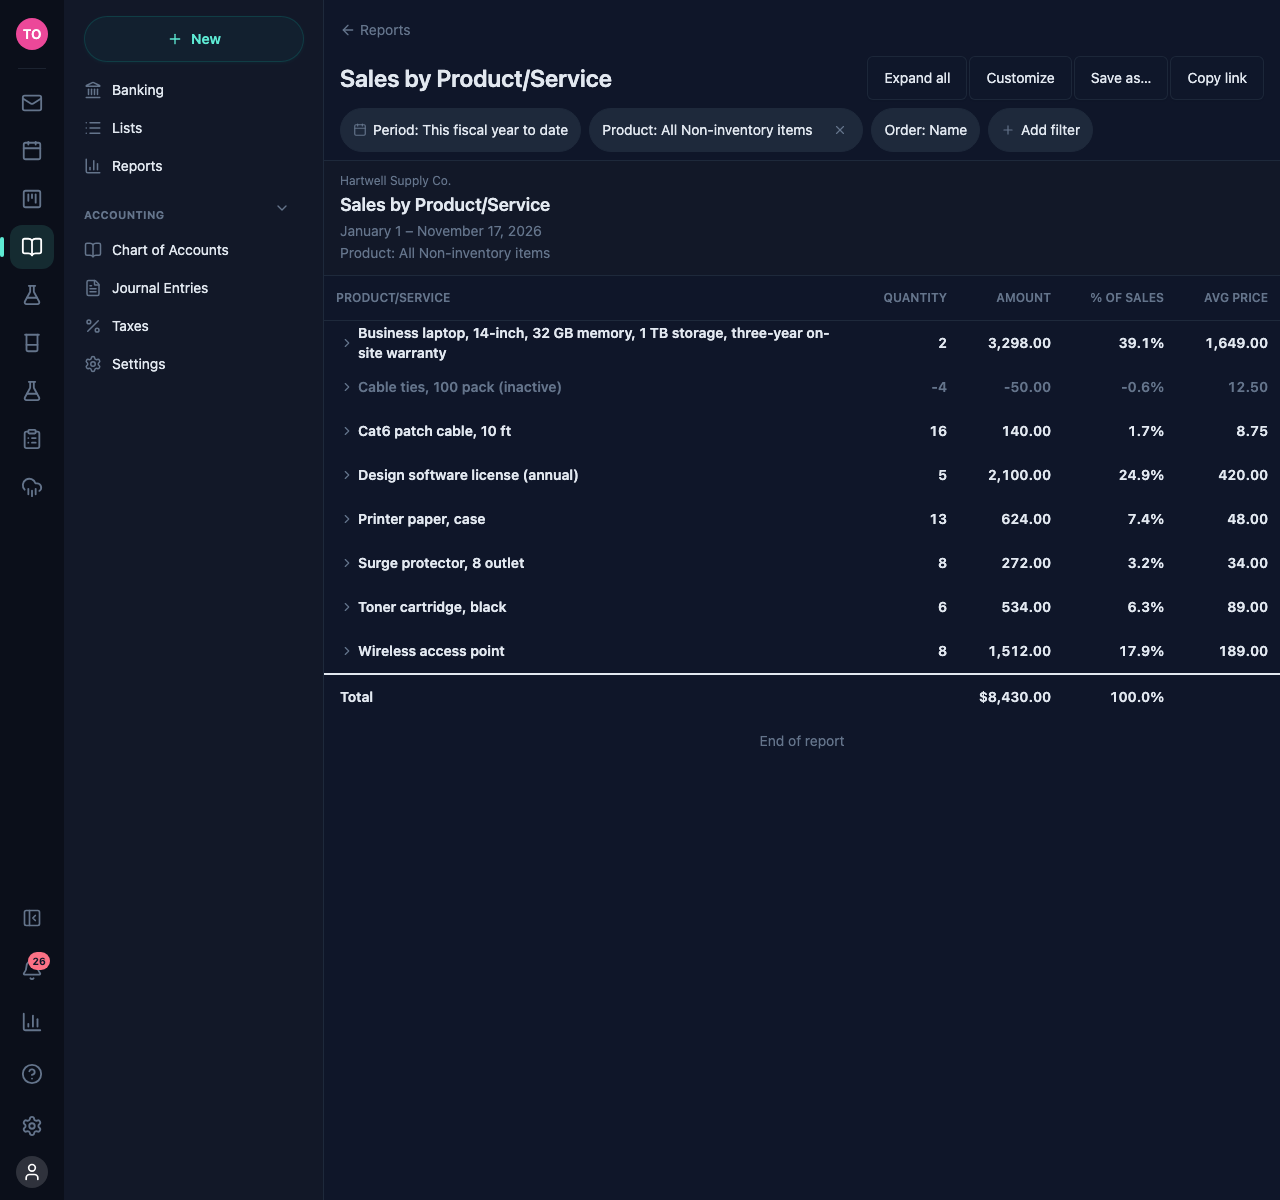 TO
New
Banking
Lists
Reports
ACCOUNTING
Chart of Accounts
Journal Entries
Taxes
Settings
26
Reports
Sales by Product/Service
Expand all
Customize
Save as...
Copy link
Period: This fiscal year to date
Product: All Non-inventory items
Order: Name
Add filter
Hartwell Supply Co.
Sales by Product/Service
January 1 – November 17, 2026
Product: All Non-inventory items
PRODUCT/SERVICE QUANTITY AMOUNT % OF SALES AVG PRICE
Business laptop, 14-inch, 32 GB memory, 1 TB storage, three-year on-
site warranty 2 3,298.00 39.1% 1,649.00
Cable ties, 100 pack (inactive) -4 -50.00 -0.6% 12.50
Cat6 patch cable, 10 ft 16 140.00 1.7% 8.75
Design software license (annual) 5 2,100.00 24.9% 420.00
Printer paper, case 13 624.00 7.4% 48.00
Surge protector, 8 outlet 8 272.00 3.2% 34.00
Toner cartridge, black 6 534.00 6.3% 89.00
Wireless access point 8 1,512.00 17.9% 189.00
Total $8,430.00 100.0%
End of report